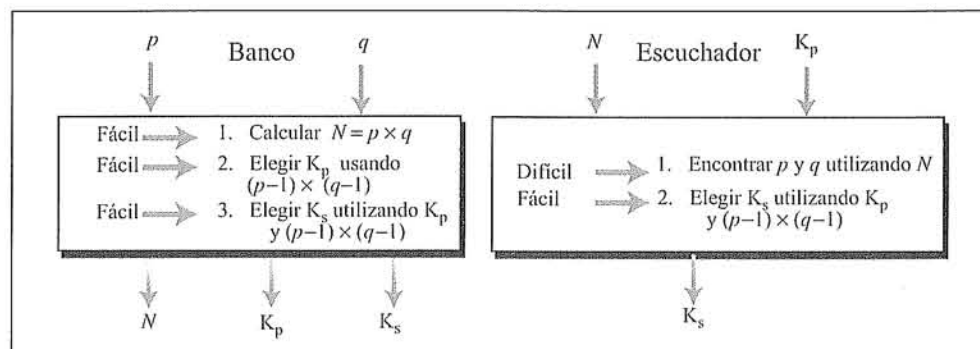 p Banco q
Fácil 1. Calcular N = p × q
Fácil 2. Elegir Kp usando
(p–1) × (q–1)
Fácil 3. Elegir Ks utilizando Kp
y (p–1) × (q–1)
N Kp Ks
N Escuchador Kp
Difícil 1. Encontrar p y q utilizando N
Fácil 2. Elegir Ks utilizando Kp
y (p–1) × (q–1)
Ks